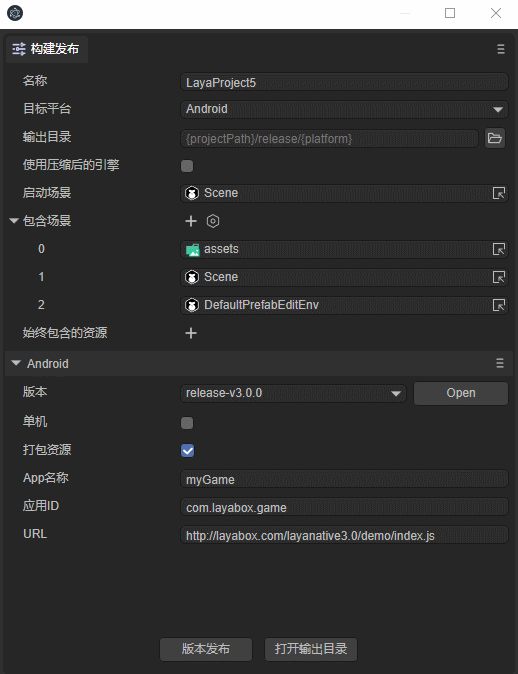 构建发布
名称 LayaProject5
目标平台 Android
输出目录 {projectPath}/release/{platform}
使用压缩后的引擎
启动场景 Scene
包含场景
0 assets
1 Scene
2 DefaultPrefabEditEnv
始终包含的资源
Android
版本 release-v3.0.0 Open
单机
打包资源
App名称 myGame
应用ID com.layabox.game
URL http://layabox.com/layanative3.0/demo/index.js
版本发布 打开输出目录